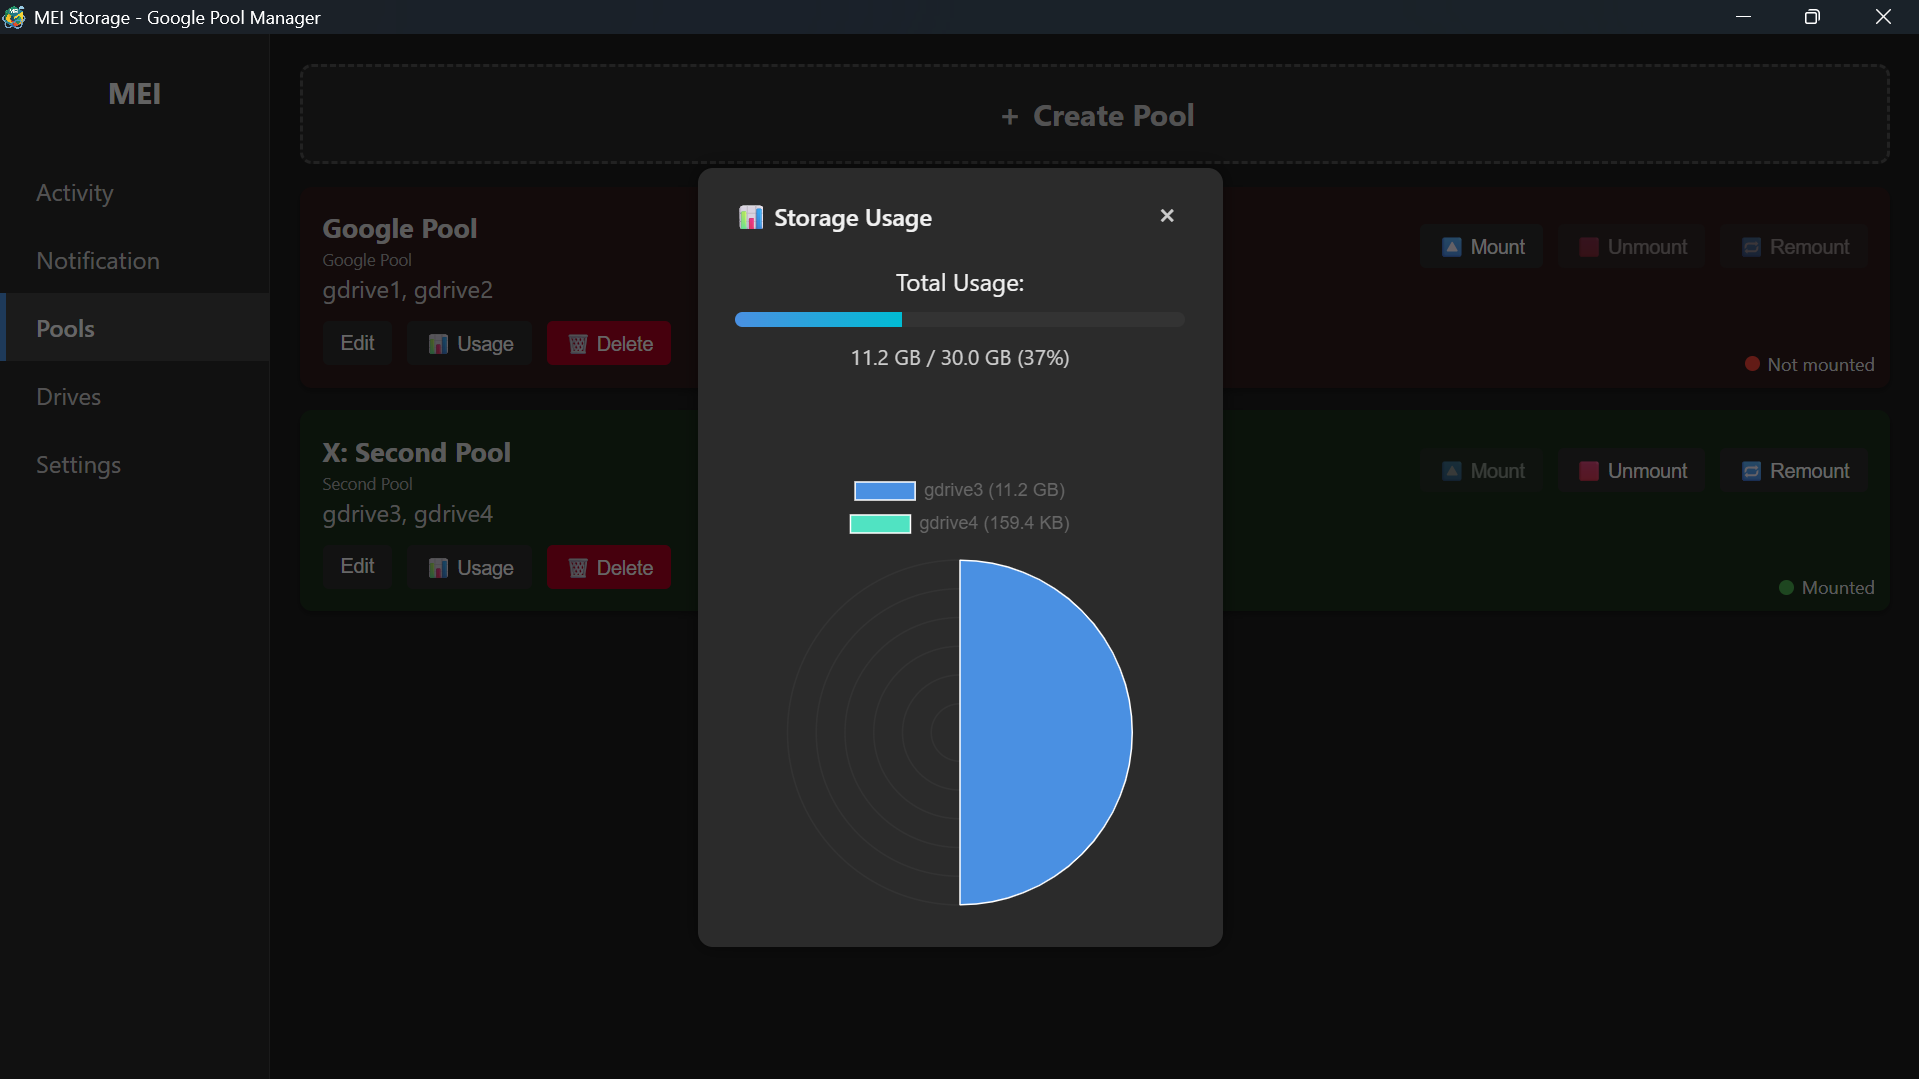 MEI Storage - Google Pool Manager
MEI
Activity
Notification
Pools
Drives
Settings
+ Create Pool
Google Pool
Google Pool
gdrive1, gdrive2
Edit
Usage
Delete
Mount
Unmount
Remount
Not mounted
X: Second Pool
Second Pool
gdrive3, gdrive4
Edit
Usage
Delete
Mount
Unmount
Remount
Mounted
Storage Usage
×
Total Usage:
11.2 GB / 30.0 GB (37%)
gdrive3 (11.2 GB)
gdrive4 (159.4 KB)